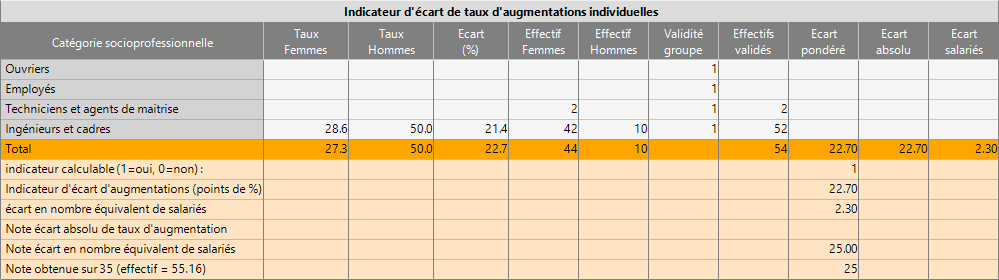 Indicateur d'écart de taux d'augmentations individuelles
Catégorie socioprofessionnelle Taux Femmes Taux Hommes Ecart (%) Effectif Femmes Effectif Hommes Validité groupe Effectifs validés Ecart pondéré Ecart absolu Ecart salariés
Ouvriers 1
Employés 1
Techniciens et agents de maitrise 2 1 2
Ingénieurs et cadres 28.6 50.0 21.4 42 10 1 52
Total 27.3 50.0 22.7 44 10 54 22.70 22.70 2.30
indicateur calculable (1=oui, 0=non) : 1
Indicateur d'écart d'augmentations (points de %) 22.70
écart en nombre équivalent de salariés 2.30
Note écart absolu de taux d'augmentation
Note écart en nombre équivalent de salariés 25.00
Note obtenue sur 35 (effectif = 55.16) 25